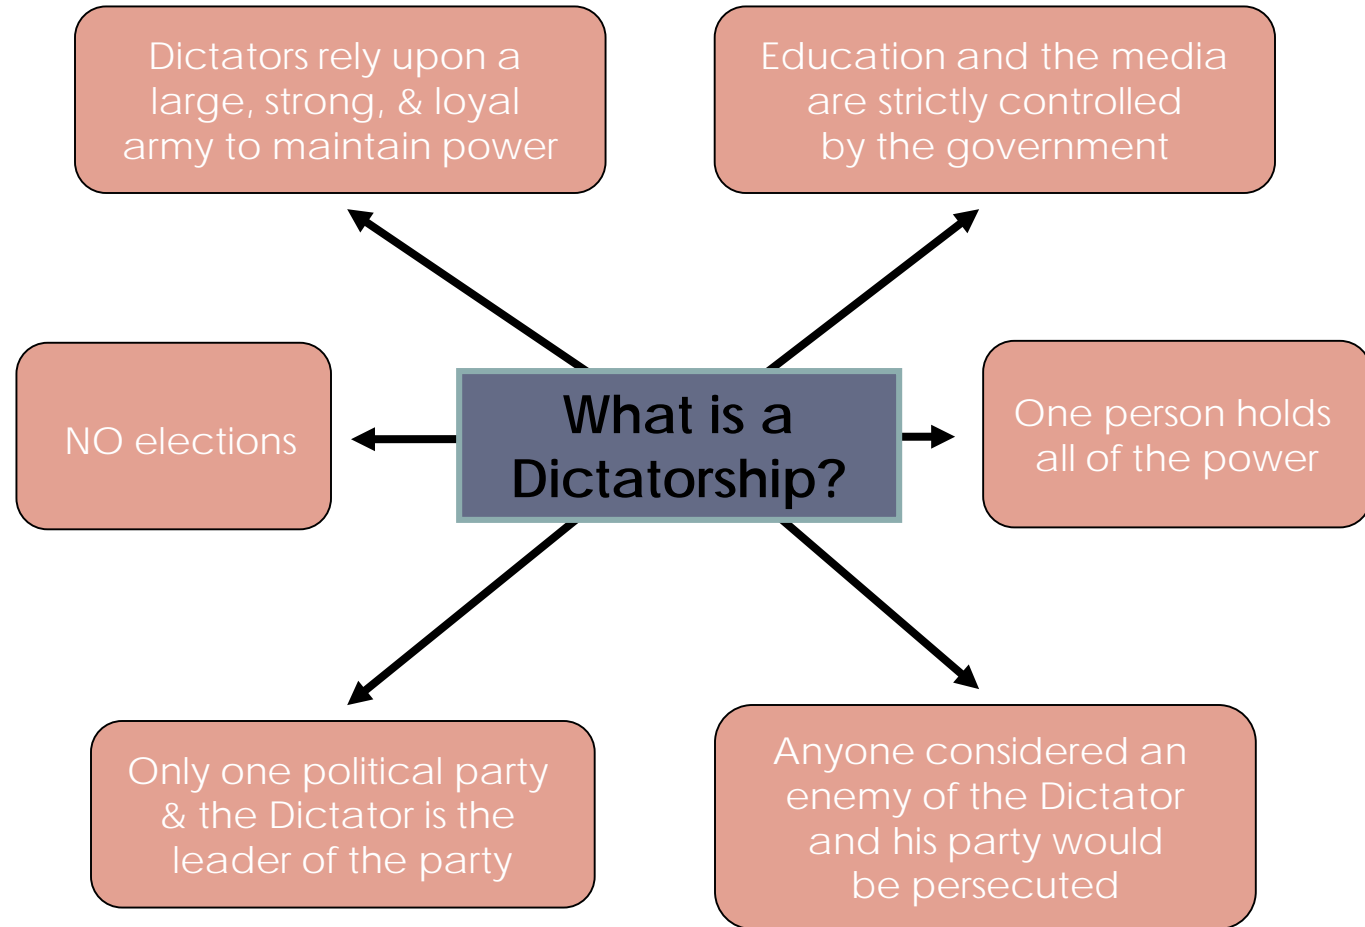 Dictators rely upon a
large, strong, & loyal
army to maintain power
Education and the media
are strictly controlled
by the government
NO elections
What is a
Dictatorship?
One person holds
all of the power
Only one political party
& the Dictator is the
leader of the party
Anyone considered an
enemy of the Dictator
and his party would
be persecuted